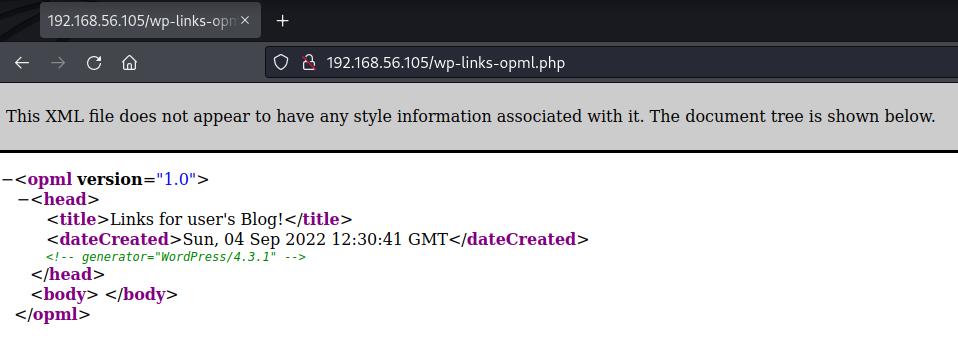 192.168.56.105/wp-links-opm
192.168.56.105/wp-links-opml.php
This XML file does not appear to have any style information associated with it. The document tree is shown below.
−<opml version="1.0">
−<head>
<title>Links for user's Blog!</title>
<dateCreated>Sun, 04 Sep 2022 12:30:41 GMT</dateCreated>
<!-- generator="WordPress/4.3.1" -->
</head>
<body> </body>
</opml>